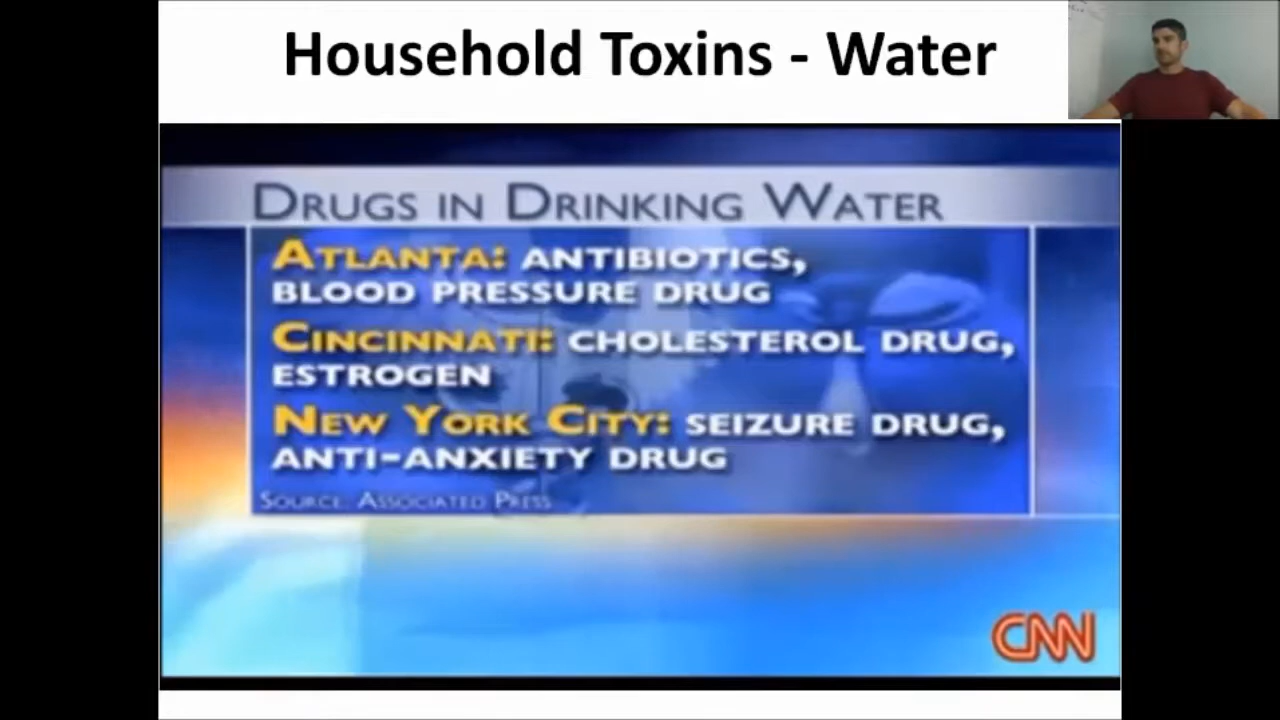 Household Toxins - Water
DRUGS IN DRINKING WATER
ATLANTA: ANTIBIOTICS,
BLOOD PRESSURE DRUG
CINCINNATI: CHOLESTEROL DRUG,
ESTROGEN
NEW YORK CITY: SEIZURE DRUG,
ANTI-ANXIETY DRUG
SOURCE: ASSOCIATED PRESS
CNN